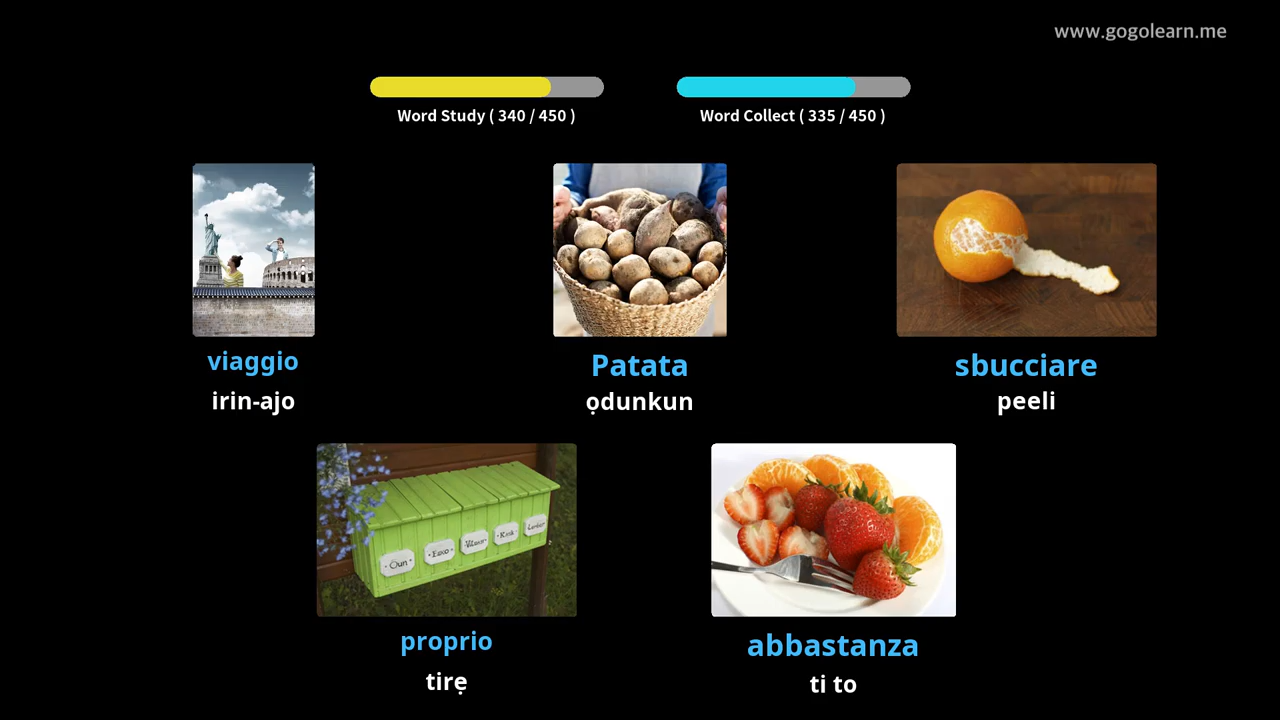 www.gogolearn.me
Word Study ( 340 / 450 )
Word Collect ( 335 / 450 )
viaggio
irin-ajo
Patata
ọdunkun
sbucciare
peeli
proprio
tirẹ
abbastanza
ti to